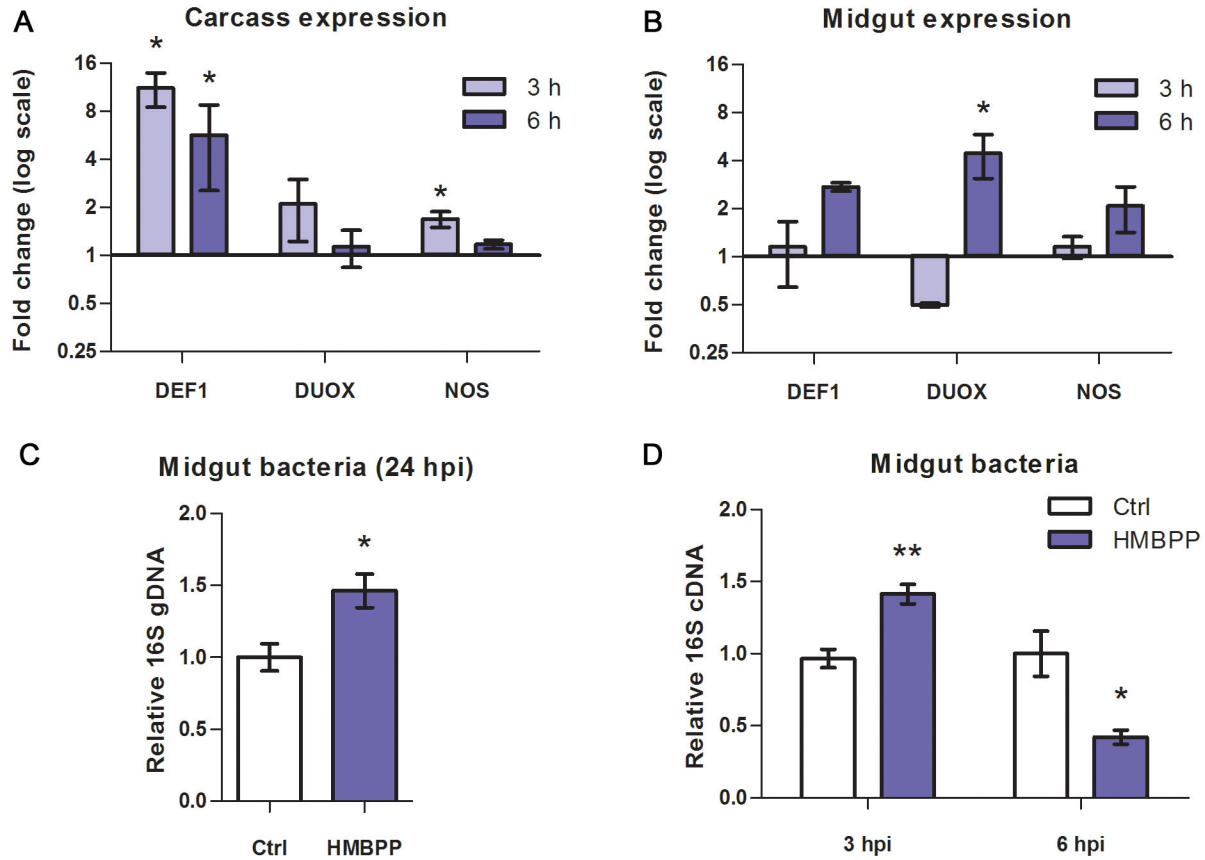 A
Carcass expression
Fold change (log scale)
16
8
4
2
1
0.5
0.25
*
*
*
3 h
6 h
DEF1
DUOX
NOS
B
Midgut expression
Fold change (log scale)
16
8
4
2
1
0.5
0.25
*
3 h
6 h
DEF1
DUOX
NOS
C
Midgut bacteria (24 hpi)
Relative 16S gDNA
2.0
1.5
1.0
0.5
0.0
*
Ctrl
HMBPP
D
Midgut bacteria
Relative 16S cDNA
2.0
1.5
1.0
0.5
0.0
**
*
Ctrl
HMBPP
3 hpi
6 hpi